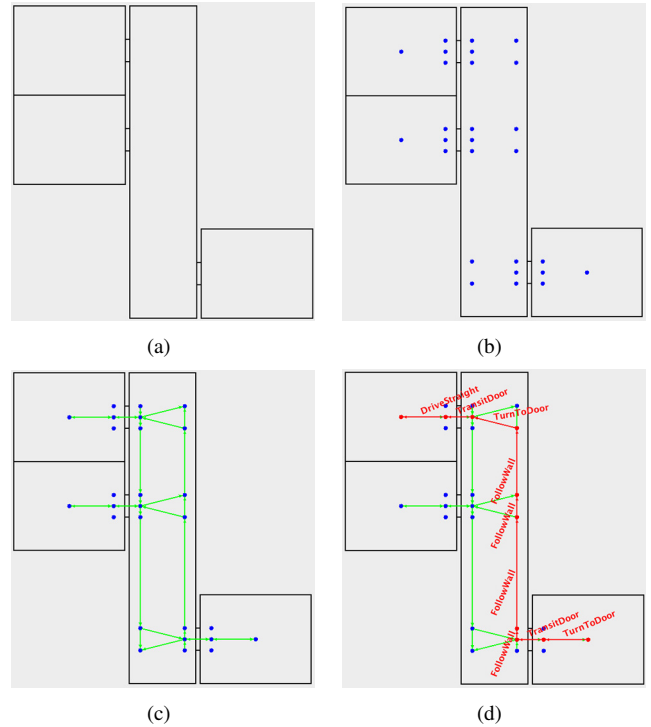 (a)
(b)
DriveStraight
TransitDoor
TurnToDoor
FollowWall
FollowWall
FollowWall
TransitDoor
TurnToDoor
FollowWall
(c)
(d)